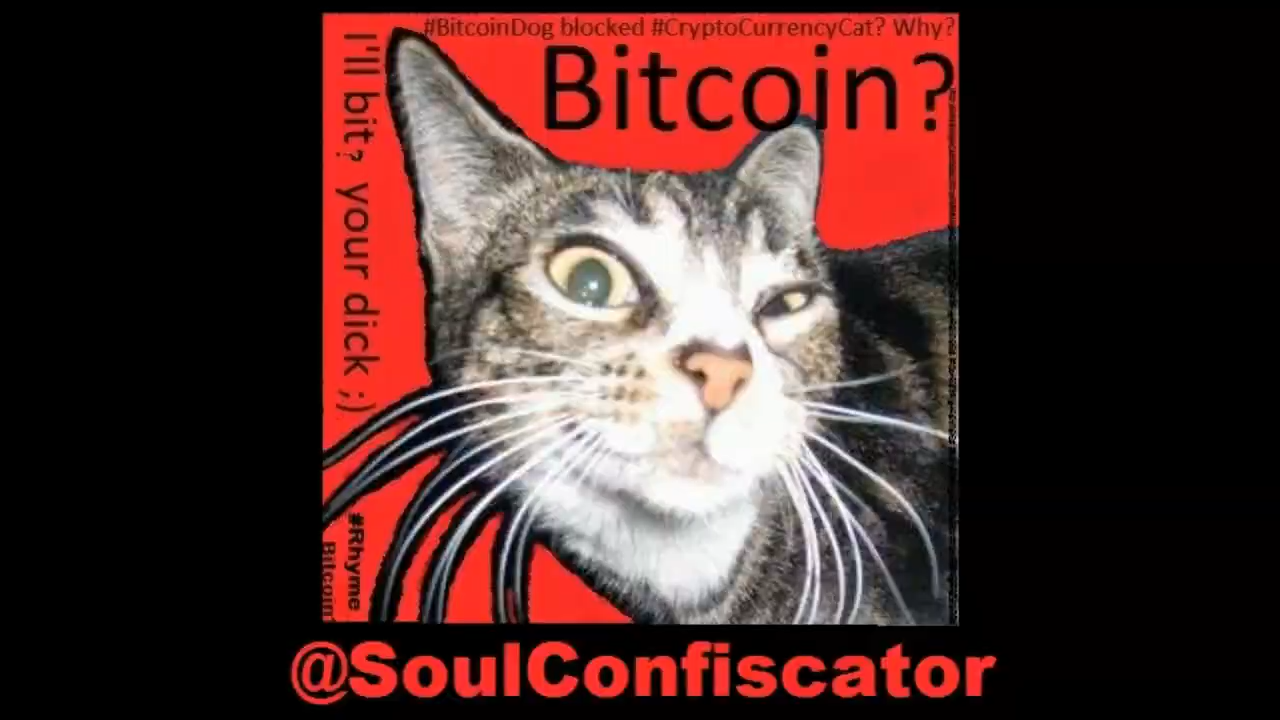 #BitcoinDog blocked #CryptoCurrencyCat? Why?
Bitcoin?
I'll bit? your dick ;)
#Rhyme
Bitcoin
@SoulConfiscator